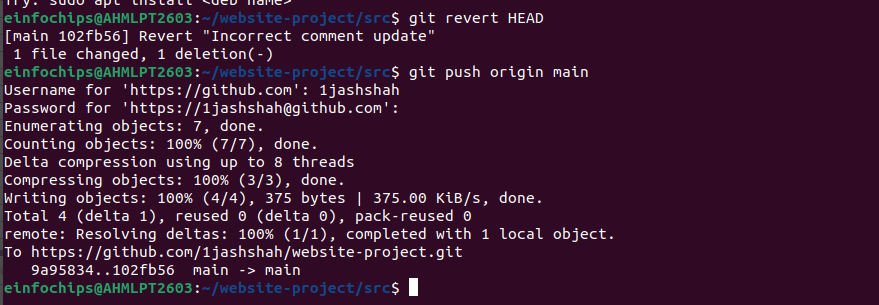 Try: sudo apt install <deb name>
einfochips@AHMLPT2603:~/website-project/src$ git revert HEAD
[main 102fb56] Revert "Incorrect comment update"
 1 file changed, 1 deletion(-)
einfochips@AHMLPT2603:~/website-project/src$ git push origin main
Username for 'https://github.com': 1jashshah
Password for 'https://1jashshah@github.com':
Enumerating objects: 7, done.
Counting objects: 100% (7/7), done.
Delta compression using up to 8 threads
Compressing objects: 100% (3/3), done.
Writing objects: 100% (4/4), 375 bytes | 375.00 KiB/s, done.
Total 4 (delta 1), reused 0 (delta 0), pack-reused 0
remote: Resolving deltas: 100% (1/1), completed with 1 local object.
To https://github.com/1jashshah/website-project.git
   9a95834..102fb56  main -> main
einfochips@AHMLPT2603:~/website-project/src$